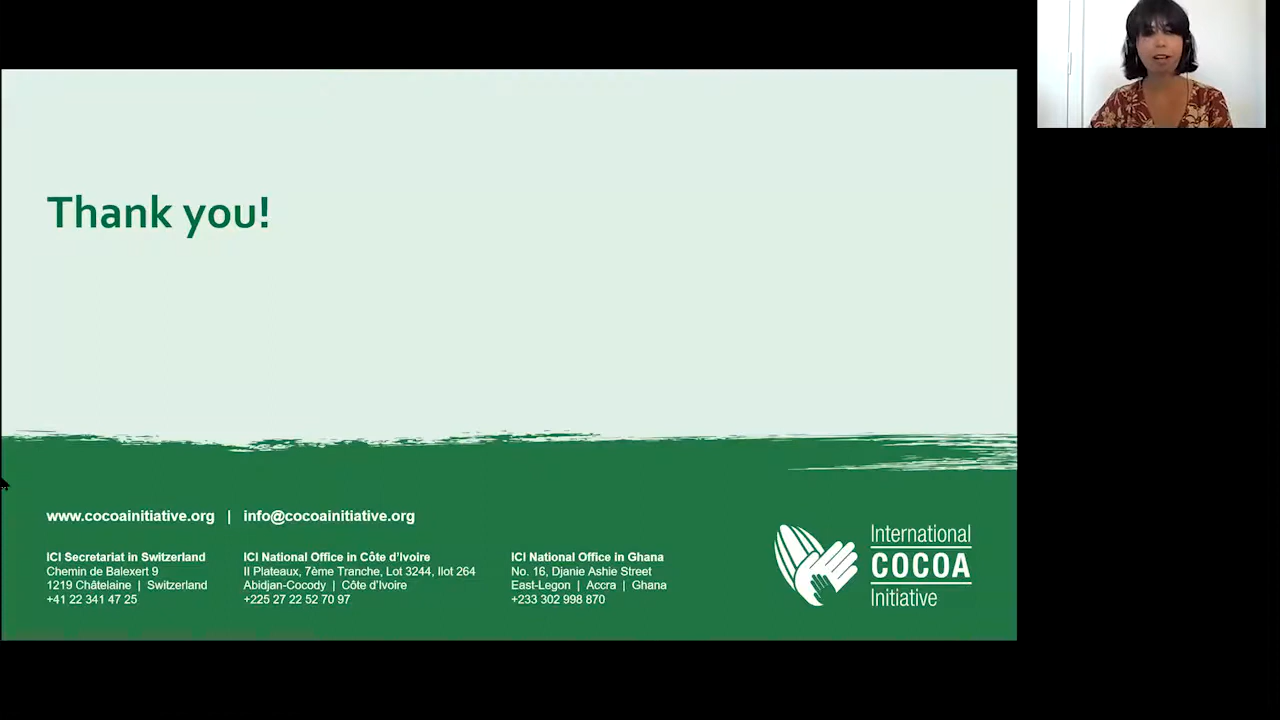 Thank you!
www.cocoainitiative.org | info@cocoainitiative.org
ICI Secretariat in Switzerland
Chemin de Balexert 9
1219 Châtelaine | Switzerland
+41 22 341 47 25
ICI National Office in Côte d'Ivoire
II Plateaux, 7ème Tranche, Lot 3244, Ilot 264
Abidjan-Cocody | Côte d'Ivoire
+225 27 22 52 70 97
ICI National Office in Ghana
No. 16, Djanie Ashie Street
East-Legon | Accra | Ghana
+233 302 998 870
International
COCOA
Initiative